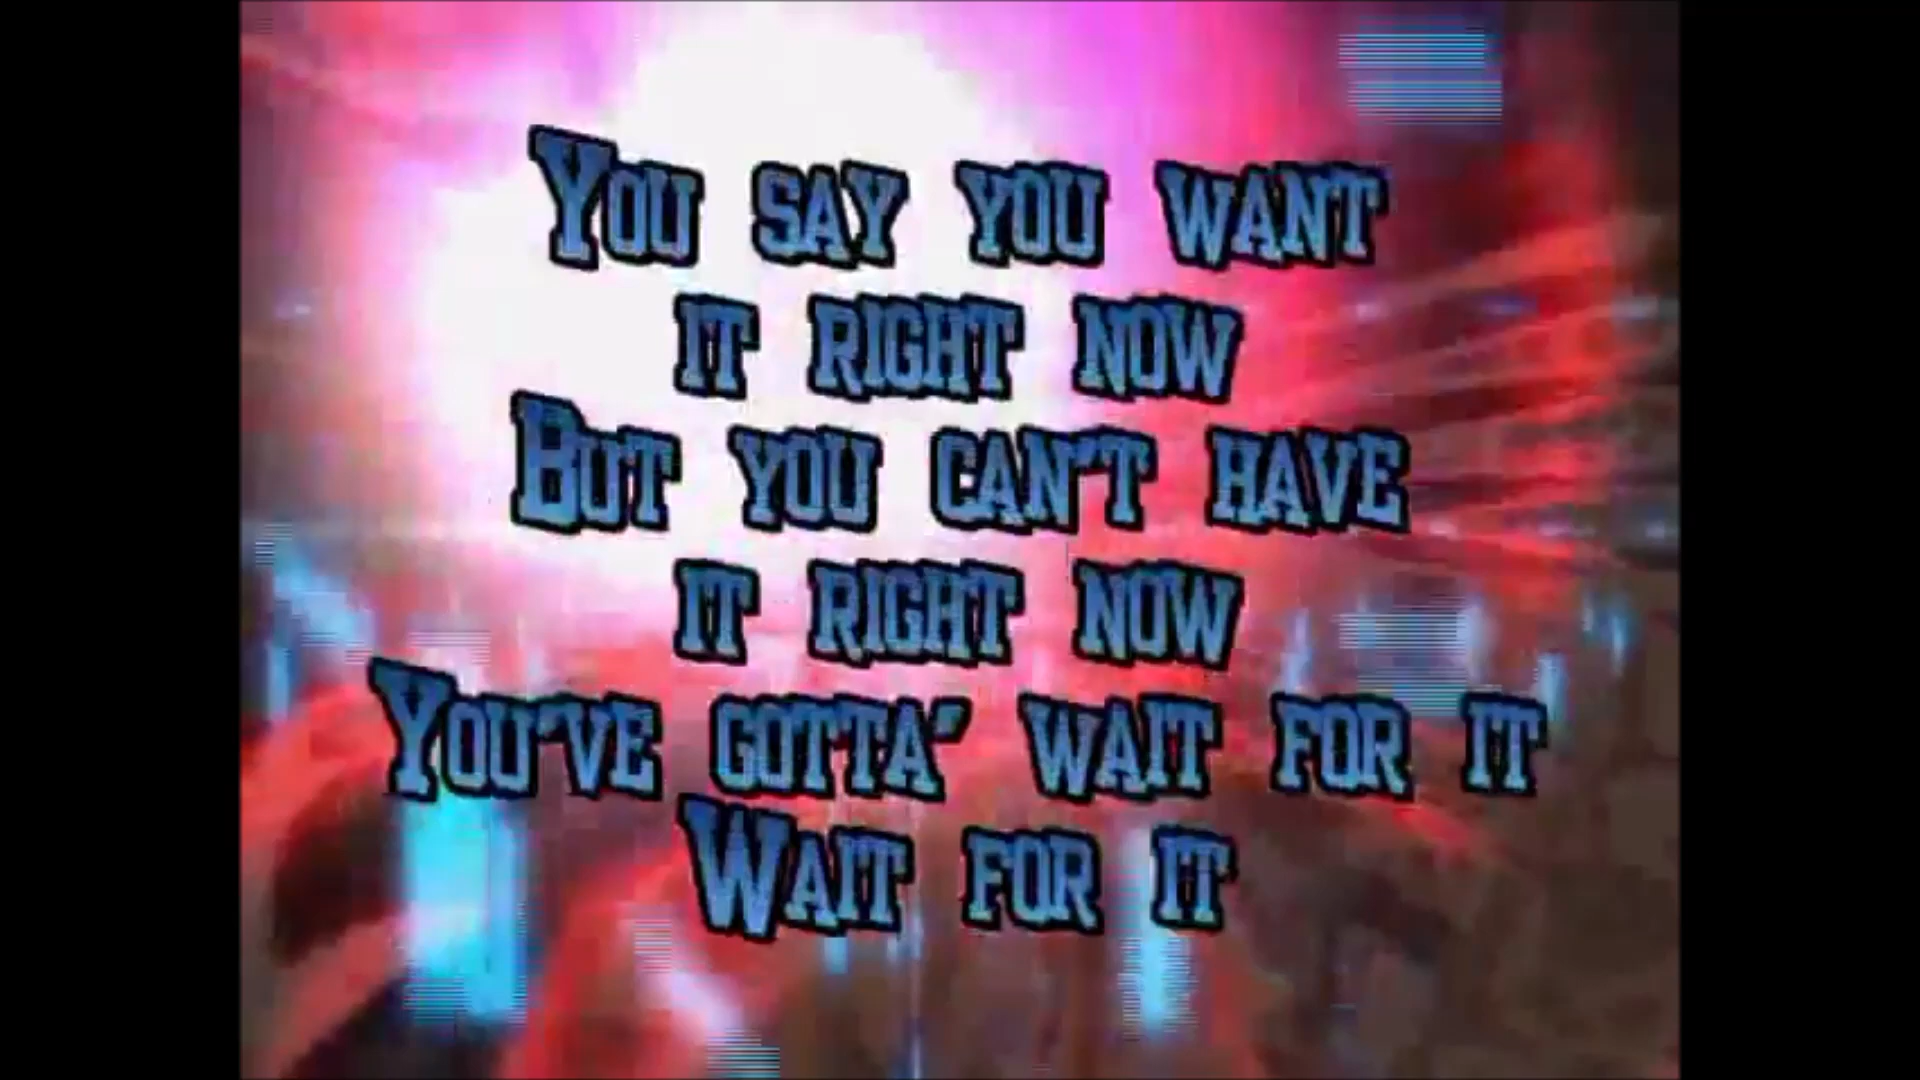 You say you want
it right now
But you can't have
it right now
You've gotta' wait for it
Wait for it